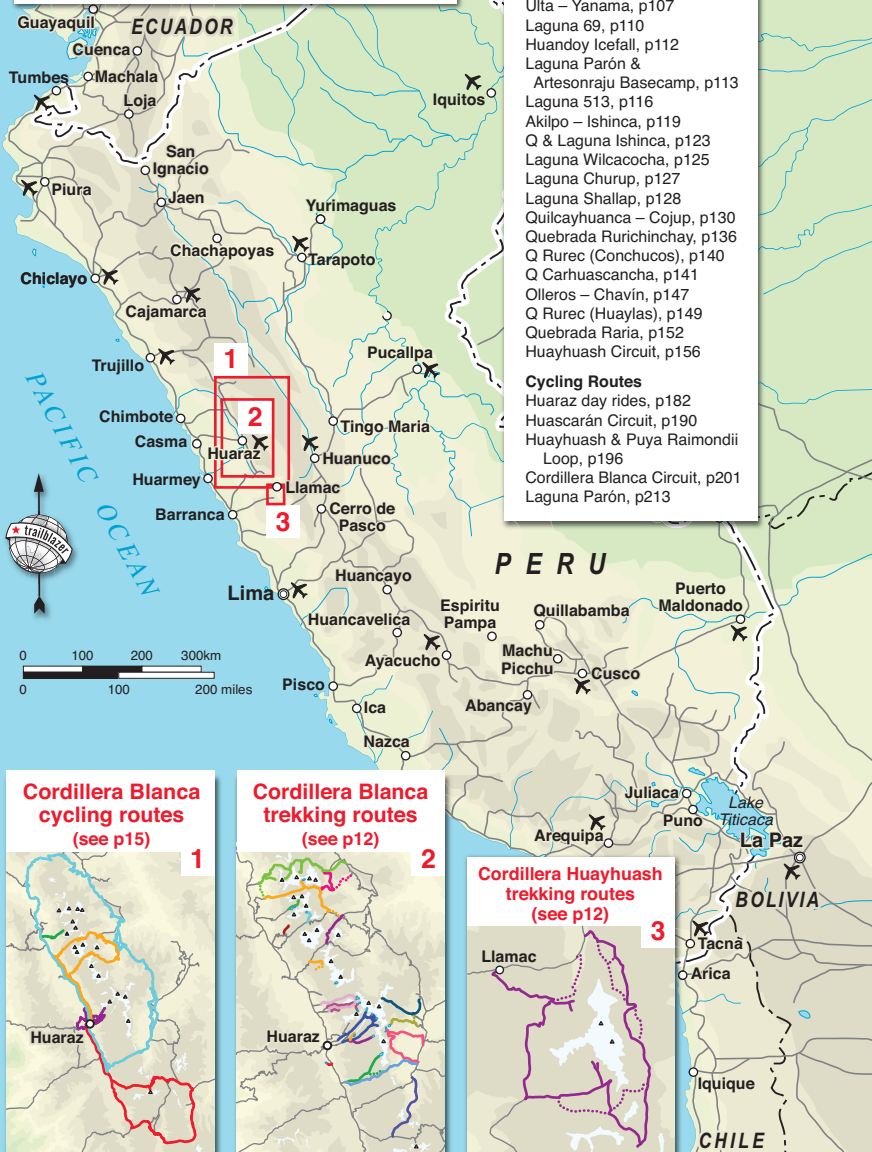 Guayaquil
ECUADOR
Cuenca
Tumbes
Machala
Loja
Iquitos
San
Ignacio
Piura
Jaen
Yurimaguas
Chachapoyas
Tarapoto
Chiclayo
Cajamarca
Trujillo
1
Pucallpa
Chimbote
2
Tingo Maria
Casma
Huaraz
Huanuco
Huarmey
Llamac
Barranca
3
Cerro de
Pasco
PACIFIC OCEAN
trailblazer
PERU
Lima
Huancayo
Huancavelica
Espiritu
Pampa
Quillabamba
Puerto
Maldonado
Ayacucho
Machu
Picchu
Cusco
Abancay
0 100 200 300km
0 100 200 miles
Pisco
Ica
Nazca
Juliaca
Puno
Lake
Titicaca
Arequipa
La Paz
BOLIVIA
Tacna
Arica
Iquique
CHILE
Ulta – Yanama, p107
Laguna 69, p110
Huandoy Icefall, p112
Laguna Parón &
Artesonraju Basecamp, p113
Laguna 513, p116
Akilpo – Ishinca, p119
Q & Laguna Ishinca, p123
Laguna Wilcacocha, p125
Laguna Churup, p127
Laguna Shallap, p128
Quilcayhuanca – Cojup, p130
Quebrada Rurichinchay, p136
Q Rurec (Conchucos), p140
Q Carhuascancha, p141
Olleros – Chavín, p147
Q Rurec (Huaylas), p149
Quebrada Raria, p152
Huayhuash Circuit, p156
Cycling Routes
Huaraz day rides, p182
Huascarán Circuit, p190
Huayhuash & Puya Raimondii
Loop, p196
Cordillera Blanca Circuit, p201
Laguna Parón, p213
Cordillera Blanca
cycling routes
(see p15)
1
Huaraz
Cordillera Blanca
trekking routes
(see p12)
2
Huaraz
Cordillera Huayhuash
trekking routes
(see p12)
3
Llamac